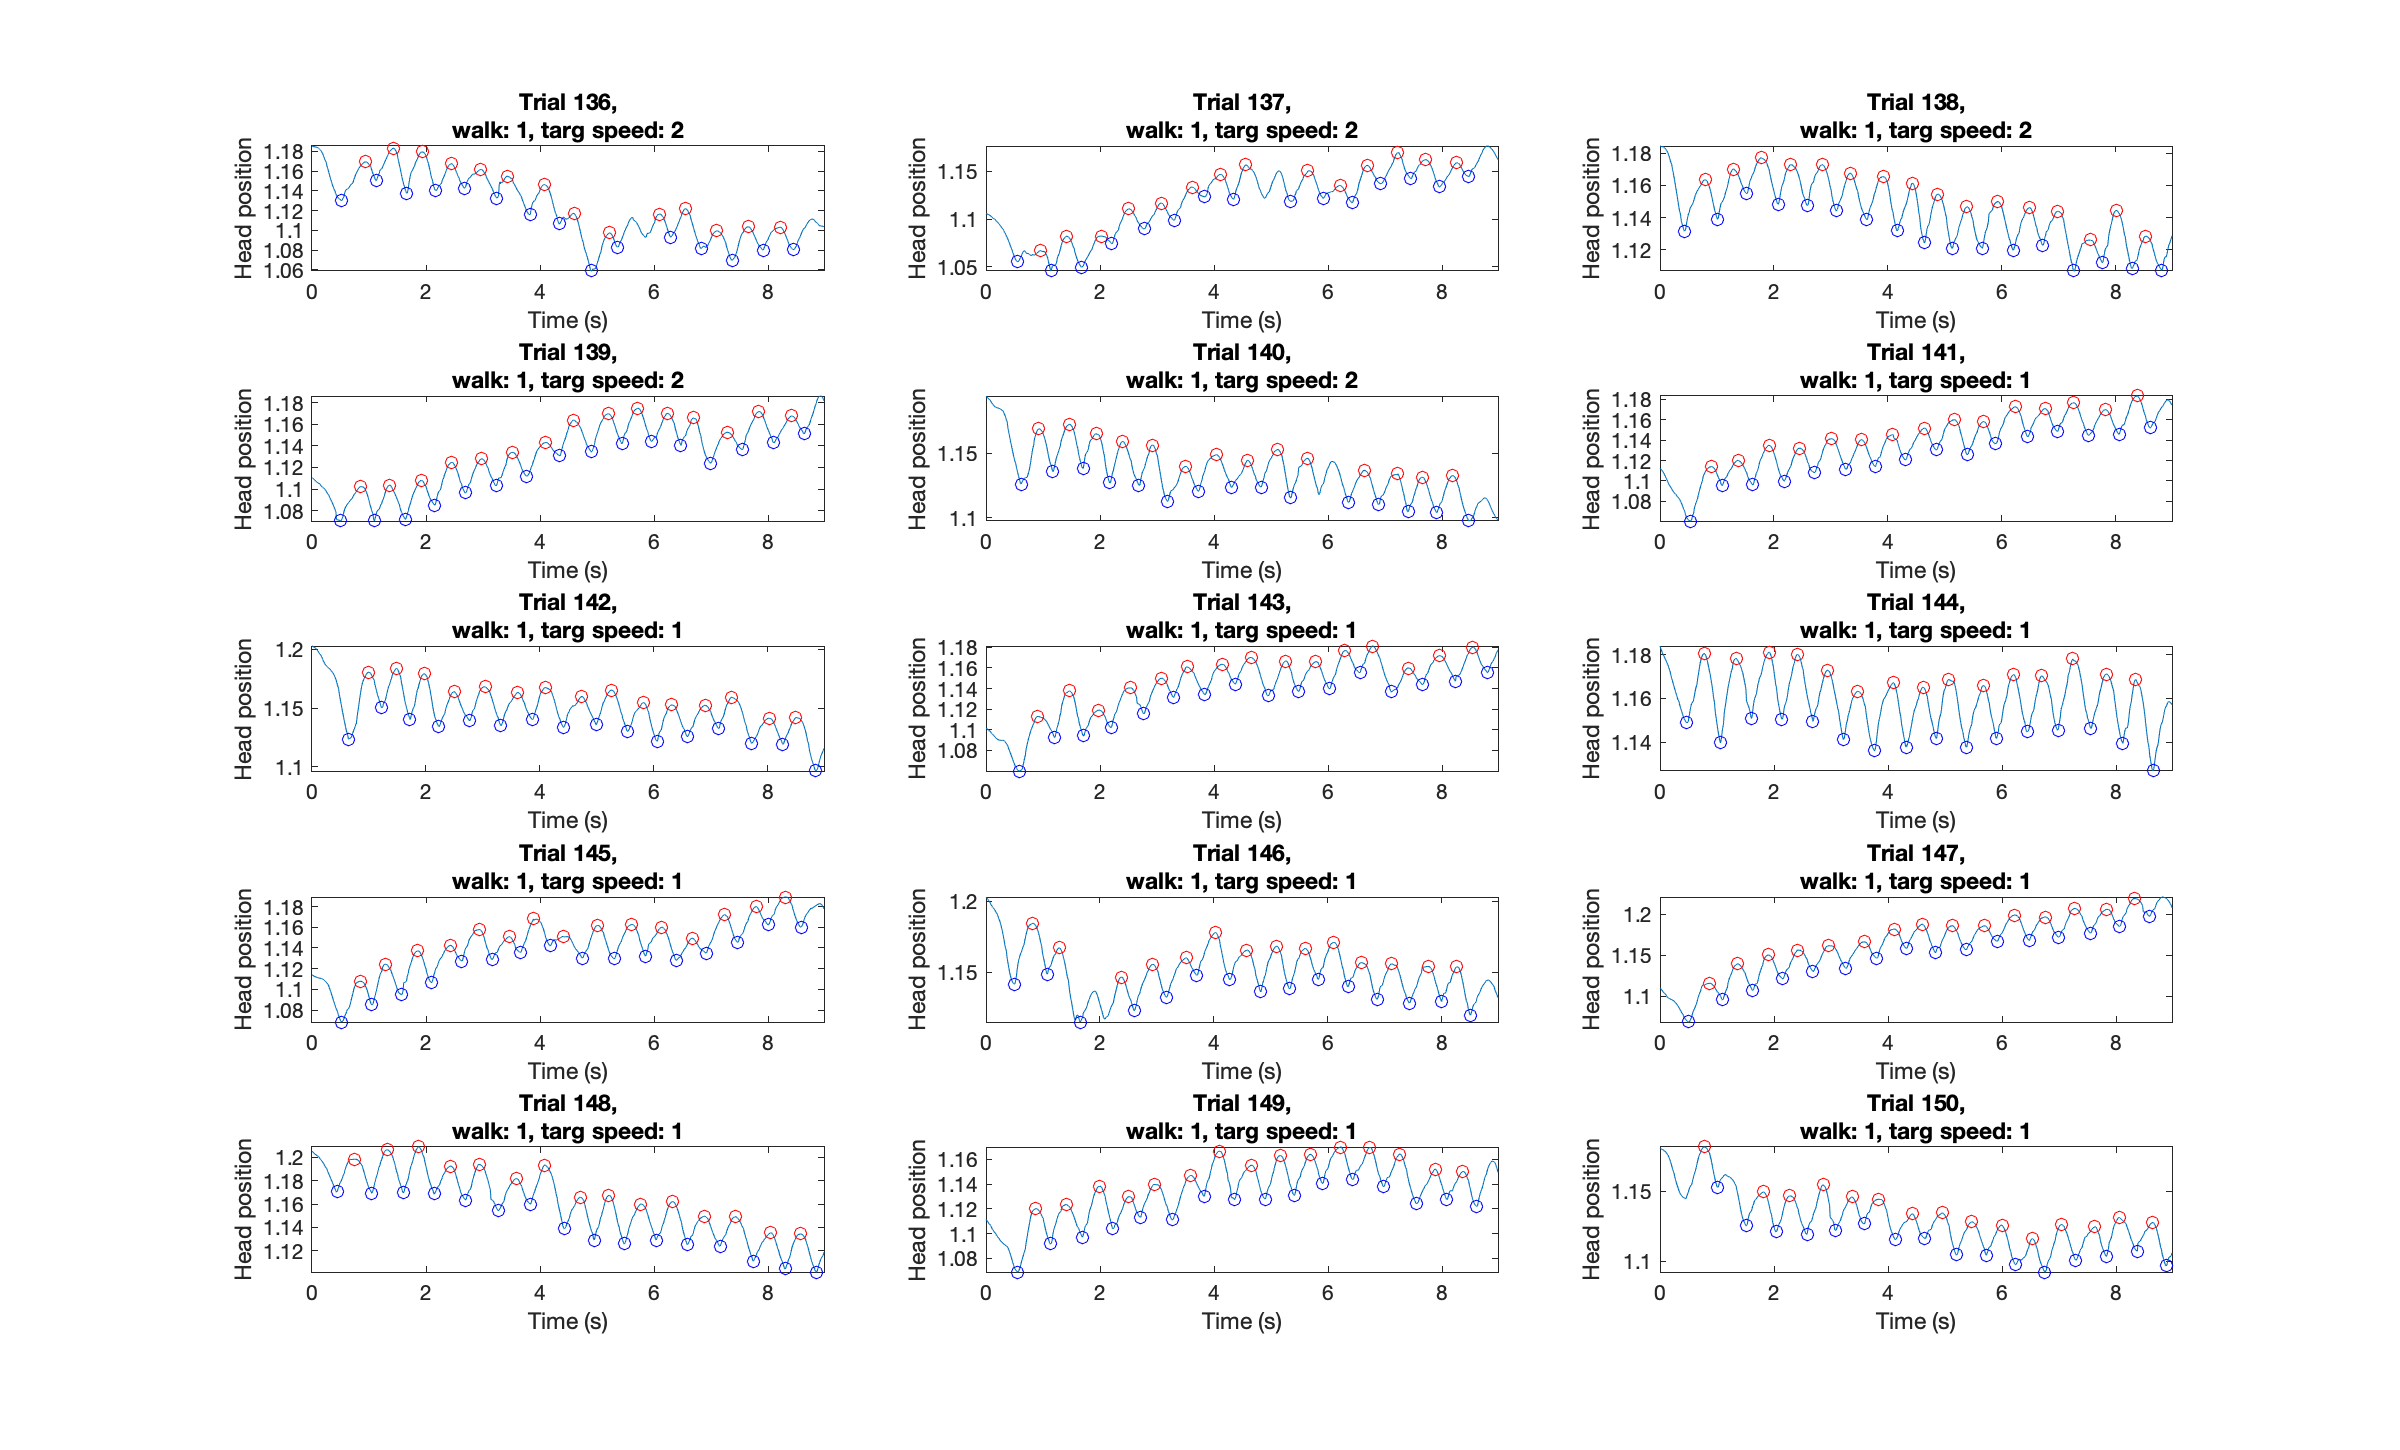 Trial 136,
walk: 1, targ speed: 2
Head position
1.18
1.16
1.14
1.12
1.1
1.08
1.06
0 2 4 6 8
Time (s)
Trial 137,
walk: 1, targ speed: 2
Head position
1.15
1.1
1.05
0 2 4 6 8
Time (s)
Trial 138,
walk: 1, targ speed: 2
Head position
1.18
1.16
1.14
1.12
0 2 4 6 8
Time (s)
Trial 139,
walk: 1, targ speed: 2
Head position
1.18
1.16
1.14
1.12
1.1
1.08
0 2 4 6 8
Time (s)
Trial 140,
walk: 1, targ speed: 2
Head position
1.15
1.1
0 2 4 6 8
Time (s)
Trial 141,
walk: 1, targ speed: 1
Head position
1.18
1.16
1.14
1.12
1.1
1.08
0 2 4 6 8
Time (s)
Trial 142,
walk: 1, targ speed: 1
Head position
1.2
1.15
1.1
0 2 4 6 8
Time (s)
Trial 143,
walk: 1, targ speed: 1
Head position
1.18
1.16
1.14
1.12
1.1
1.08
0 2 4 6 8
Time (s)
Trial 144,
walk: 1, targ speed: 1
Head position
1.18
1.16
1.14
0 2 4 6 8
Time (s)
Trial 145,
walk: 1, targ speed: 1
Head position
1.18
1.16
1.14
1.12
1.1
1.08
0 2 4 6 8
Time (s)
Trial 146,
walk: 1, targ speed: 1
Head position
1.2
1.15
0 2 4 6 8
Time (s)
Trial 147,
walk: 1, targ speed: 1
Head position
1.2
1.15
1.1
0 2 4 6 8
Time (s)
Trial 148,
walk: 1, targ speed: 1
Head position
1.2
1.18
1.16
1.14
1.12
0 2 4 6 8
Time (s)
Trial 149,
walk: 1, targ speed: 1
Head position
1.16
1.14
1.12
1.1
1.08
0 2 4 6 8
Time (s)
Trial 150,
walk: 1, targ speed: 1
Head position
1.15
1.1
0 2 4 6 8
Time (s)